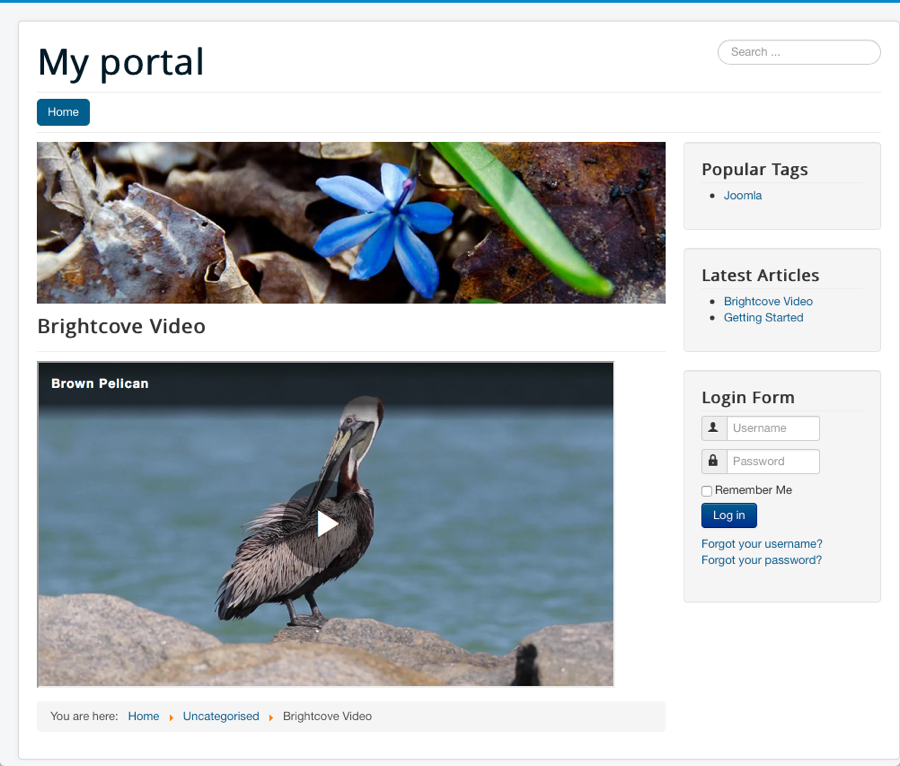 My portal
Search ...
Home
Popular Tags
Joomla
Latest Articles
Brightcove Video
Getting Started
Login Form
Username
Password
Remember Me
Log in
Forgot your username?
Forgot your password?
Brightcove Video
Brown Pelican
You are here: Home Uncategorised Brightcove Video